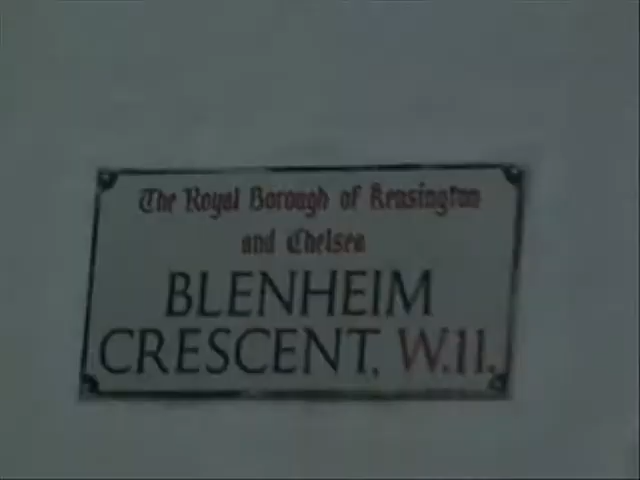 The Royal Borough of Kensington
and Chelsea
BLENHEIM
CRESCENT, W.11.